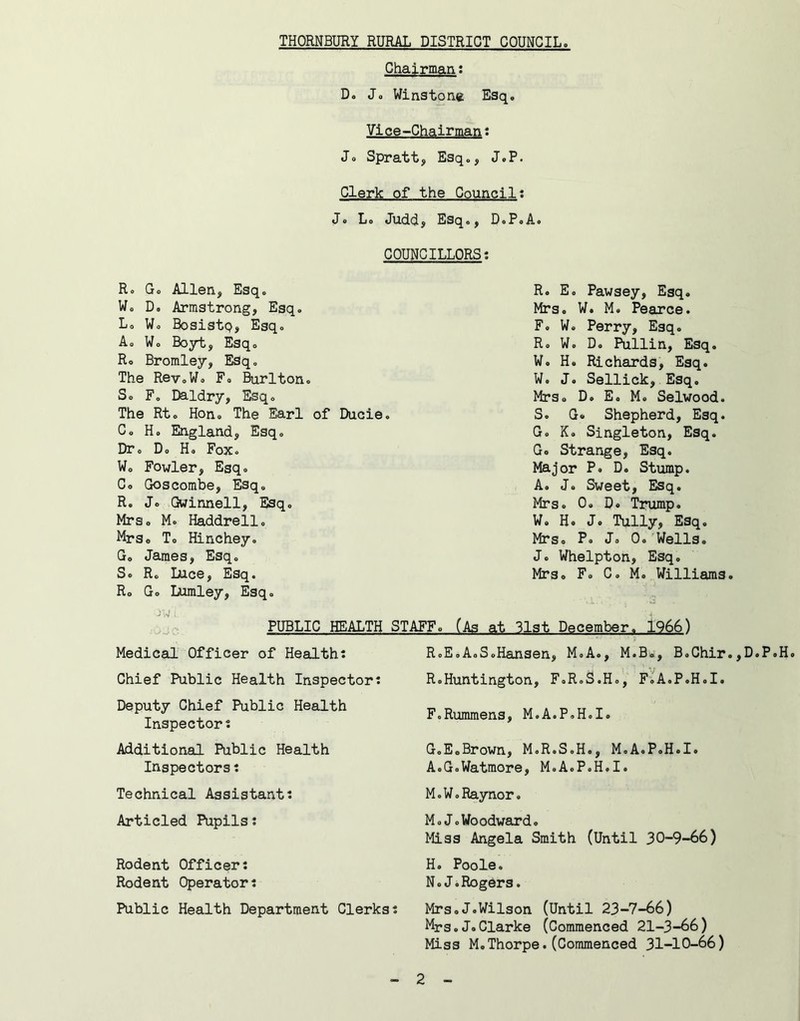 THORNBURY RURAL DISTRICT COUNCIL.
Chairman:
D. J. Winstone Esq.
Vice-Chairman:
J. Spratt, Esq., J.P.
Clerk of the Council:
J. L. Judd, Esq., D.P.A.
COUNCILLORS:
R. G. Allen, Esq.
W. D. Armstrong, Esq.
L. W. Bosisto, Esq.
A. W. Boyt, Esq.
R. Bromley, Esq.
The Rev.W. F. Burlton.
S. F. Daldry, Esq.
The Rt. Hon. The Earl of Ducie.
C. H. England, Esq.
Dr. D. H. Fox.
W. Fowler, Esq.
C. Goscombe, Esq.
R. J. Gwinnell, Esq.
Mrs. M. Haddrell.
Mrs. T. Hinchey.
G. James, Esq.
S. R. Luce, Esq.
R. G. Lumley, Esq.
R. E. Pawsey, Esq.
Mrs. W. M. Pearce.
F. W. Perry, Esq.
R. W. D. Pullin, Esq.
W. H. Richards, Esq.
W. J. Sellick, Esq.
Mrs. D. E. M. Selwood.
S. G. Shepherd, Esq.
G. K. Singleton, Esq.
G. Strange, Esq.
Major P. D. Stump.
A. J. Sweet, Esq.
Mrs. O. D. Trump.
W. H. J. Tully, Esq.
Mrs. P. J. O. Wells.
J. Whelpton, Esq.
Mrs. F. C. M. Williams.
PUBLIC HEALTH STAFF. (As at 31st December, 1966)
Medical Officer of Health: R.E.A.S.Hansen, M.A., M.B., B.Chir.,D.P.H.
Chief Public Health Inspector: R.Huntington, F.R.S.H., F.A.P.H.I.
Deputy Chief Public Health
Inspector: F.Rummens, M.A.P.H.I.
Additional Public Health G.E.Brown, M.R.S.H., M.A.P.H.I.
Inspectors: A.G.Watmore, M.A.P.H.I.
Technical Assistant: M.W.Raynor.
Articled Pupils: M.J.Woodward.
Miss Angela Smith (Until 30-9-66)
Rodent Officer: H. Poole.
Rodent Operator: N.J.Rogers.
Public Health Department Clerks: Mrs.J.Wilson (Until 23-7-66)
Mrs.J.Clarke (Commenced 21-3-66)
Miss M.Thorpe.(Commenced 31-10-66)
- 2 -